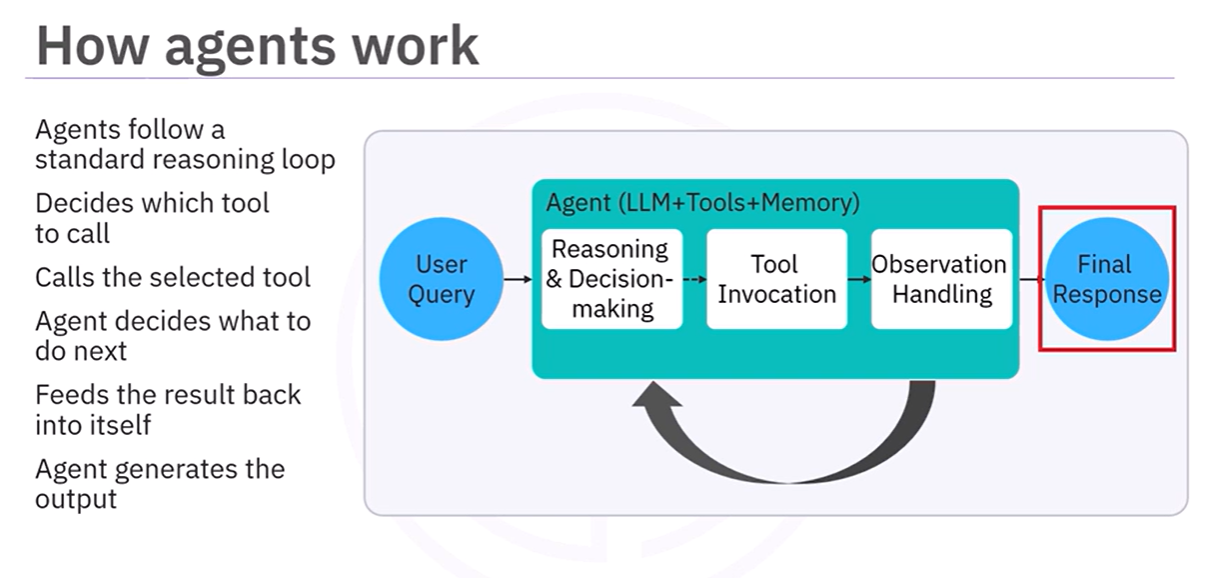 How agents work
Agents follow a
standard reasoning loop
Decides which tool
to call
Calls the selected tool
Agent decides what to
do next
Feeds the result back
into itself
Agent generates the
output
User
Query
Agent (LLM+Tools+Memory)
Reasoning
& Decision-
making
Tool
Invocation
Observation
Handling
Final
Response